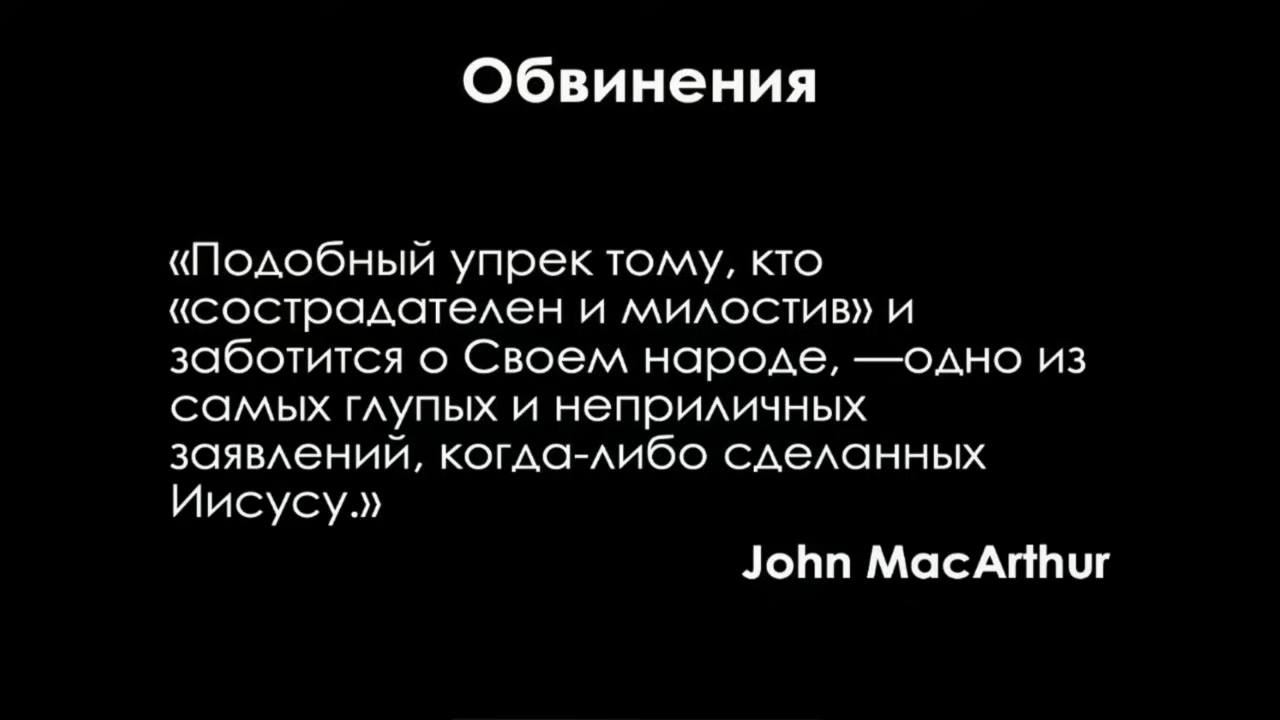 Обвинения
«Подобный упрек тому, кто
«сострадателен и милостив» и
заботится о Своем народе, —одно из
самых глупых и неприличных
заявлений, когда-либо сделанных
Иисусу.»
John MacArthur